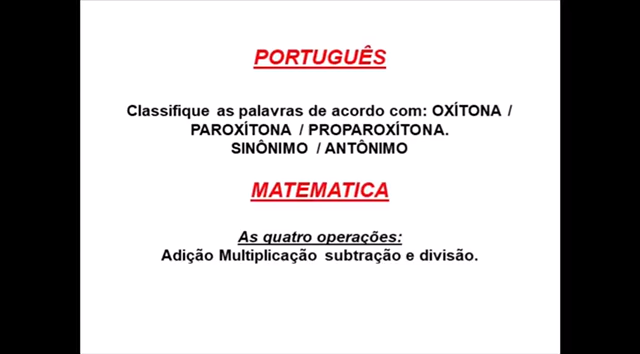 PORTUGUÊS
Classifique as palavras de acordo com: OXÍTONA /
PAROXÍTONA / PROPAROXÍTONA.
SINÔNIMO / ANTÔNIMO
MATEMATICA
As quatro operações:
Adição Multiplicação subtração e divisão.